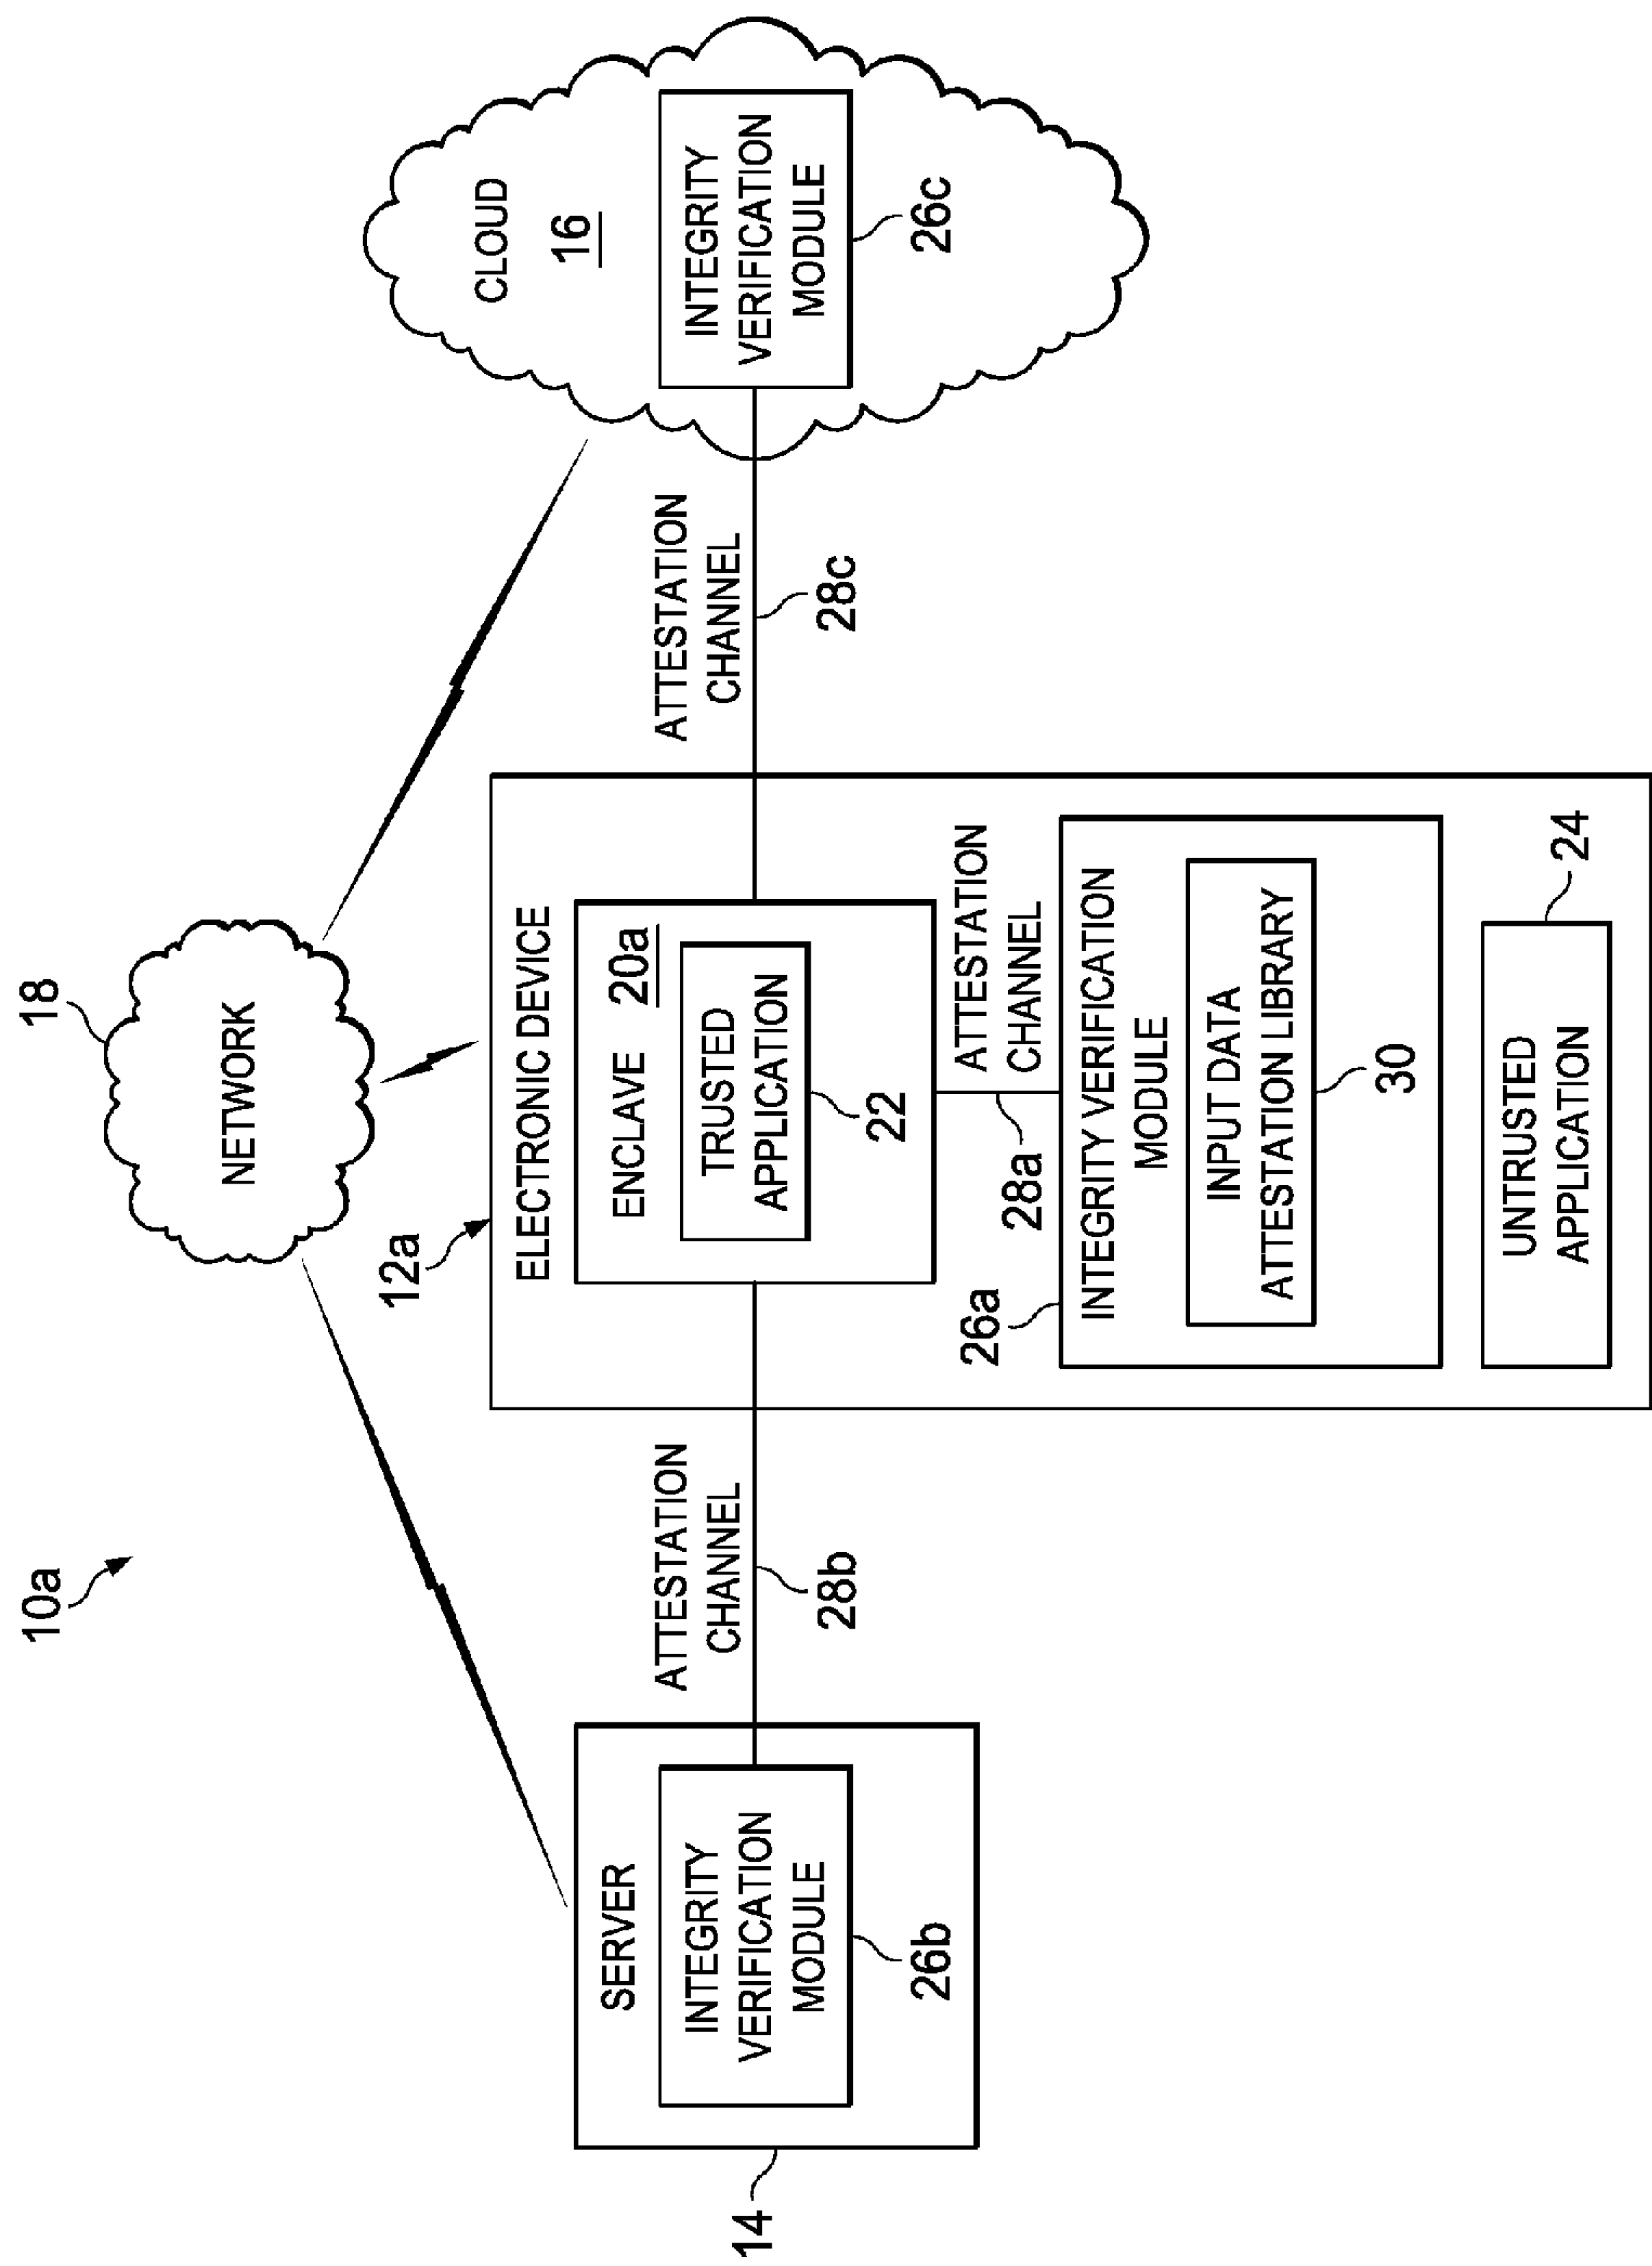 10a
18
NETWORK
12a
ELECTRONIC DEVICE
ENCLAVE 20a
TRUSTED
APPLICATION
22
ATTESTATION
CHANNEL
28a
26a
INTEGRITY VERIFICATION
MODULE
INPUT DATA
ATTESTATION LIBRARY
30
UNTRUSTED
APPLICATION
24
SERVER
INTEGRITY
VERIFICATION
MODULE
26b
14
ATTESTATION
CHANNEL
28b
ATTESTATION
CHANNEL
28c
CLOUD
16
INTEGRITY
VERIFICATION
MODULE
26c